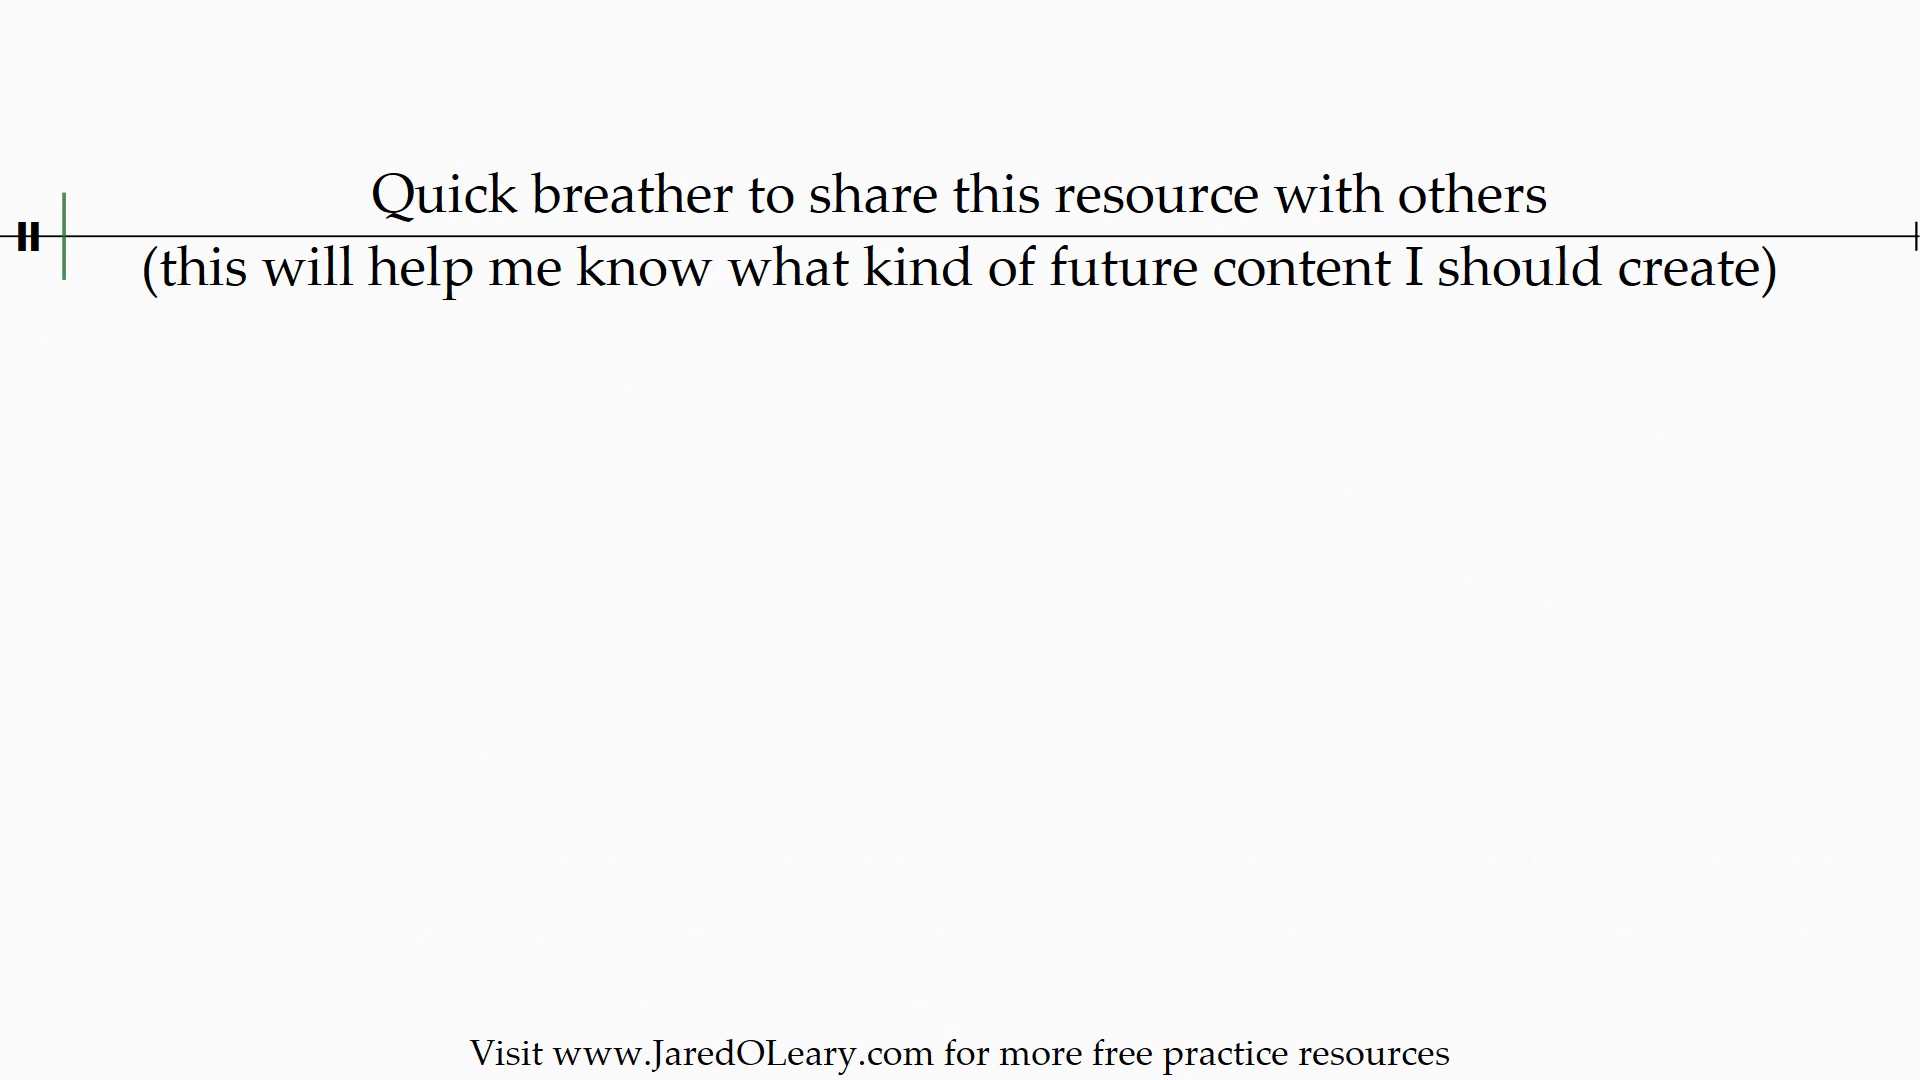 Quick breather to share this resource with others
(this will help me know what kind of future content I should create)
Visit www.JaredOLeary.com for more free practice resources